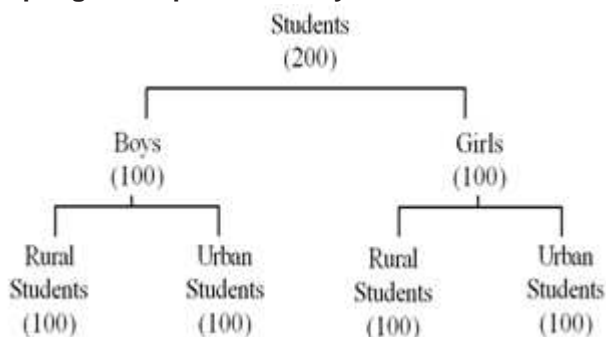 Students
(200)
Boys
(100)
Girls
(100)
Rural
Students
(100)
Urban
Students
(100)
Rural
Students
(100)
Urban
Students
(100)